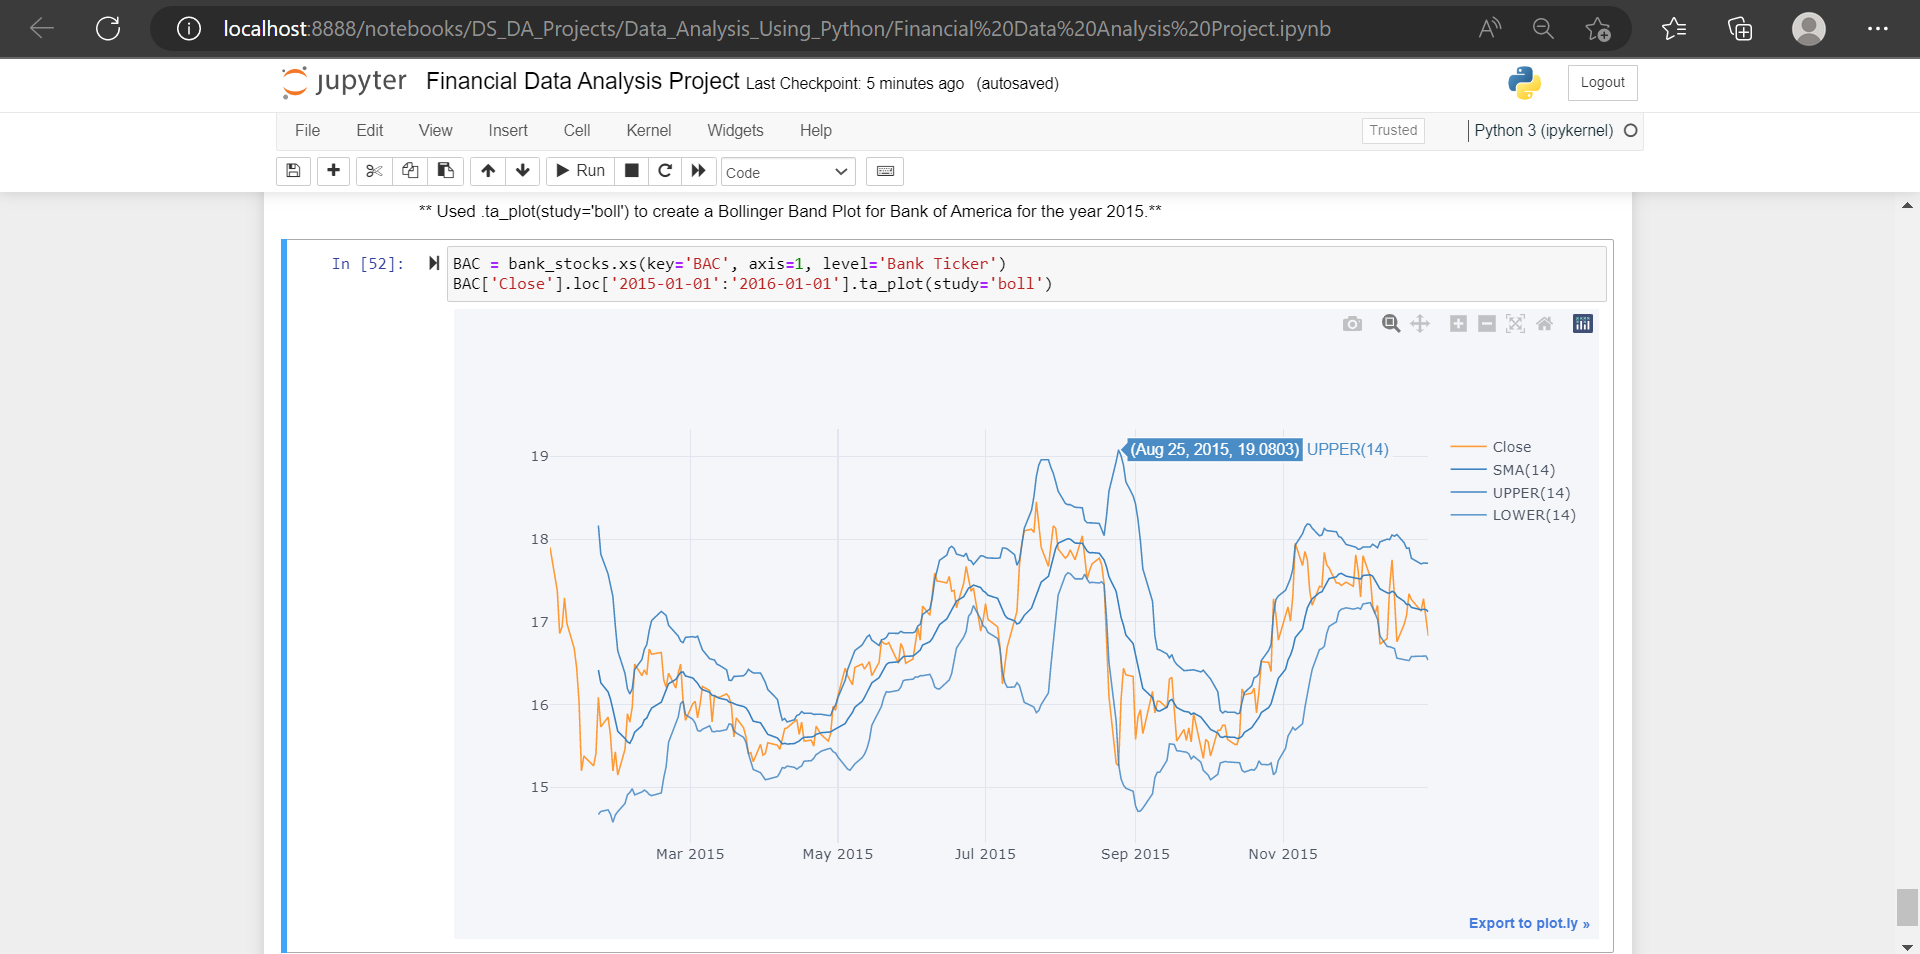 localhost:8888/notebooks/DS_DA_Projects/Data_Analysis_Using_Python/Financial%20Data%20Analysis%20Project.ipynb
jupyter Financial Data Analysis Project Last Checkpoint: 5 minutes ago (autosaved)
Logout
File Edit View Insert Cell Kernel Widgets Help
Trusted Python 3 (ipykernel)
Run Code
** Used .ta_plot(study='boll') to create a Bollinger Band Plot for Bank of America for the year 2015.**
In [52]: BAC = bank_stocks.xs(key='BAC', axis=1, level='Bank Ticker')
BAC['Close'].loc['2015-01-01':'2016-01-01'].ta_plot(study='boll')
(Aug 25, 2015, 19.0803) UPPER(14)
Close
SMA(14)
UPPER(14)
LOWER(14)
19
18
17
16
15
Mar 2015 May 2015 Jul 2015 Sep 2015 Nov 2015
Export to plot.ly »